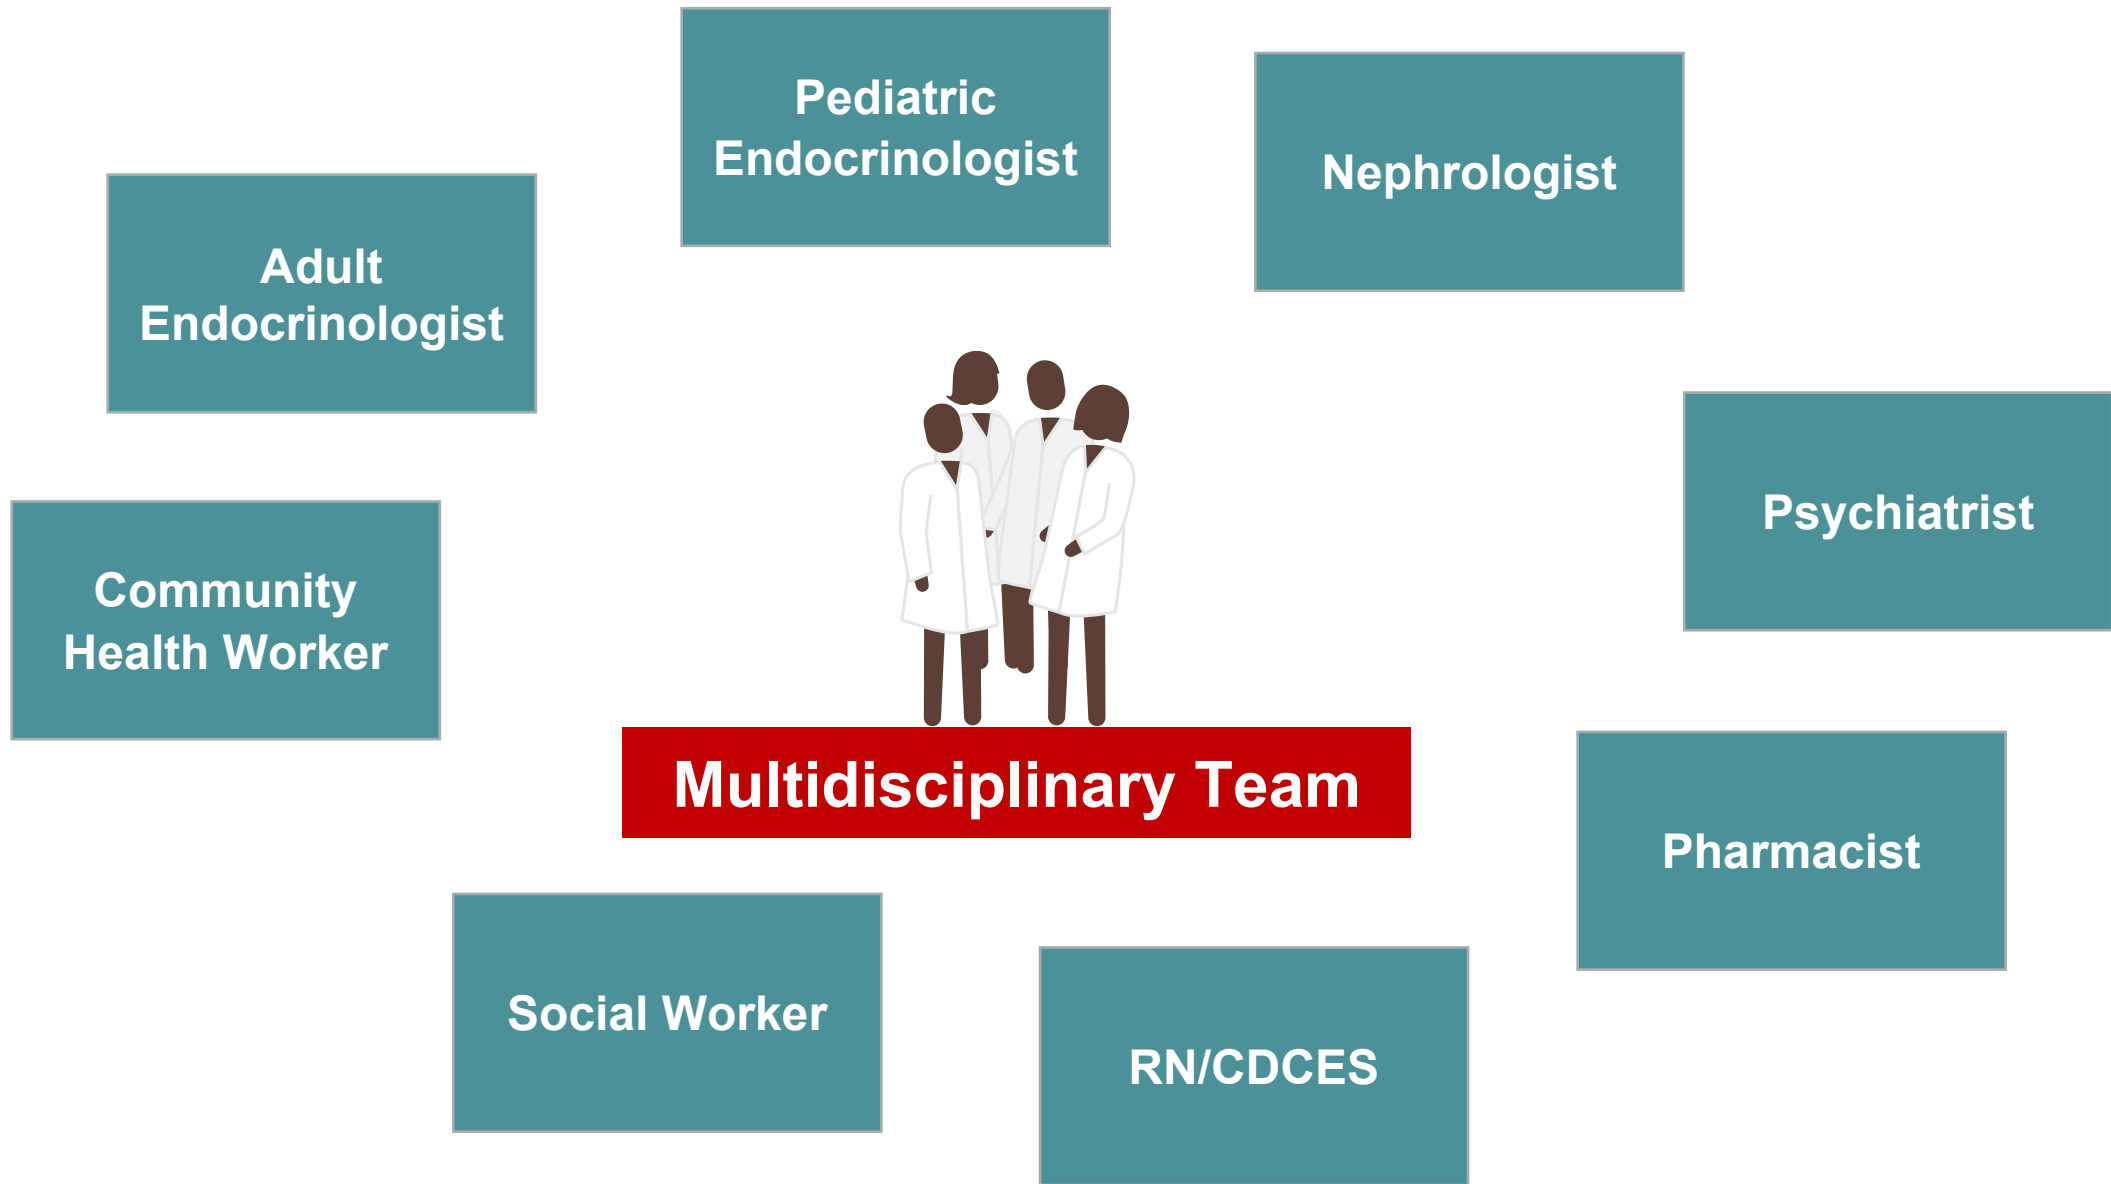 Pediatric
Endocrinologist
Nephrologist
Adult
Endocrinologist
Psychiatrist
Community
Health Worker
Multidisciplinary Team
Pharmacist
Social Worker
RN/CDCES